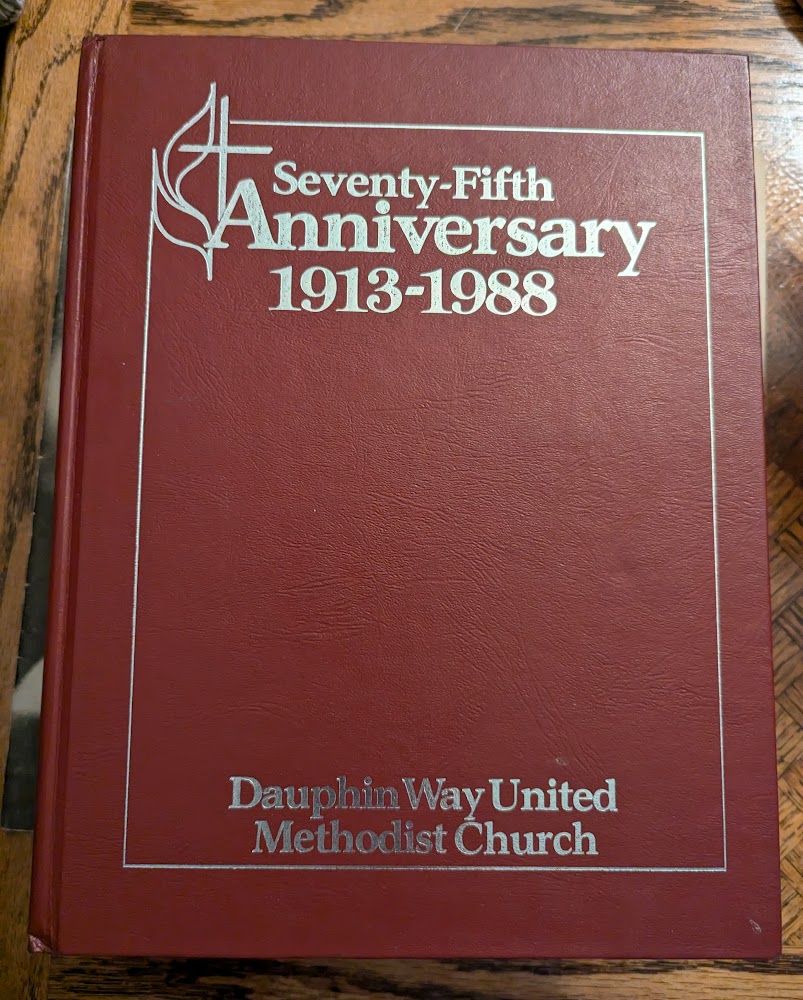 Seventy-Fifth
Anniversary
1913-1988
Dauphin Way United
Methodist Church